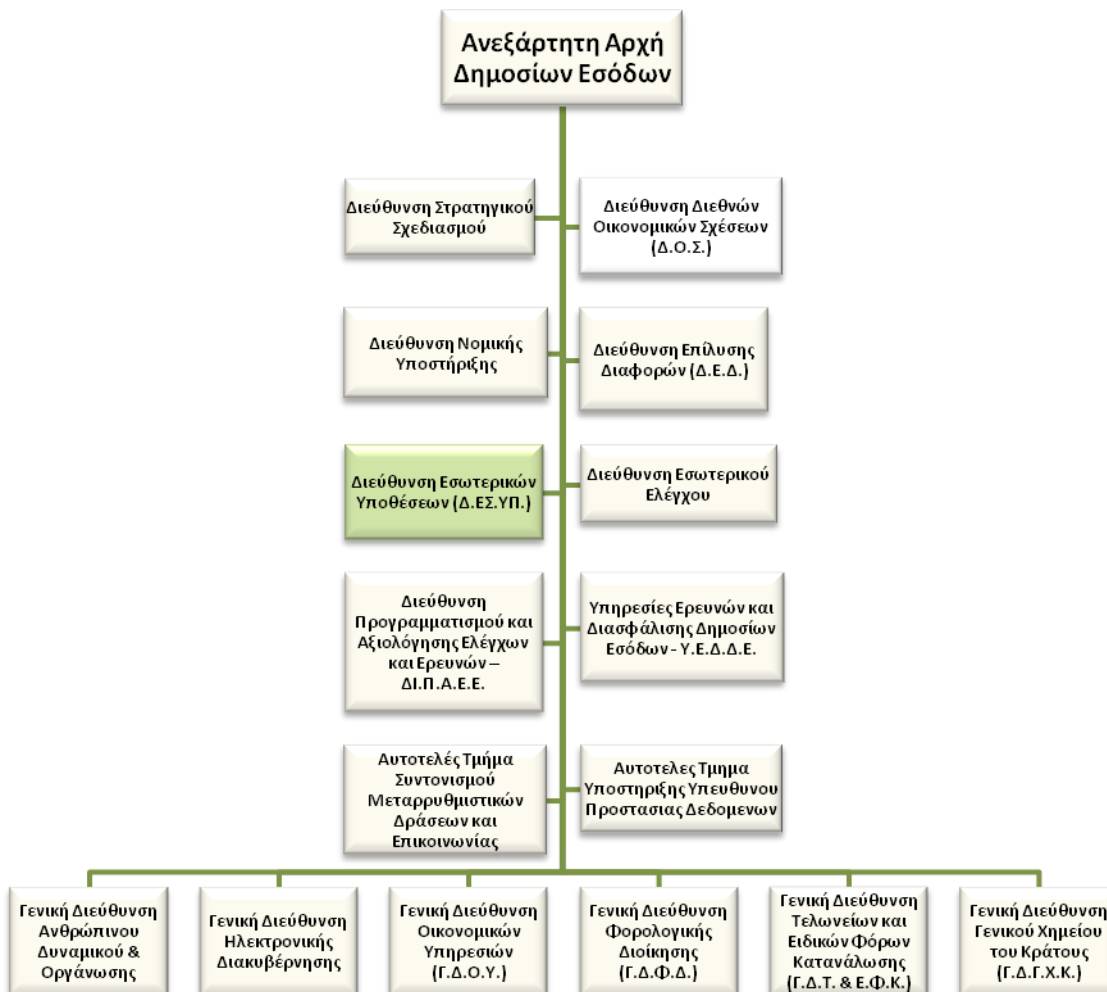 Ανεξάρτητη Αρχή
Δημοσίων Εσόδων
Διεύθυνση Στρατηγικού
Σχεδιασμού
Διεύθυνση Διεθνών
Οικονομικών Σχέσεων
(Δ.Ο.Σ.)
Διεύθυνση Νομικής
Υποστήριξης
Διεύθυνση Επίλυσης
Διαφορών (Δ.Ε.Δ.)
Διεύθυνση Εσωτερικών
Υποθέσεων (Δ.ΕΣ.ΥΠ.)
Διεύθυνση Εσωτερικού
Ελέγχου
Διεύθυνση
Προγραμματισμού και
Αξιολόγησης Ελέγχων
και Ερευνών –
ΔΙ.Π.Α.Ε.Ε.
Υπηρεσίες Ερευνών και
Διασφάλισης Δημοσίων
Εσόδων - Υ.Ε.Δ.Δ.Ε.
Αυτοτελές Τμήμα
Συντονισμού
Μεταρρυθμιστικών
Δράσεων και
Επικοινωνίας
Αυτοτελες Τμημα
Υποστηριξης Υπευθυνου
Προστασιας Δεδομενων
Γενική Διεύθυνση
Ανθρώπινου
Δυναμικού &
Οργάνωσης
Γενική Διεύθυνση
Ηλεκτρονικής
Διακυβέρνησης
Γενική Διεύθυνση
Οικονομικών
Υπηρεσιών
(Γ.Δ.Ο.Υ.)
Γενική Διεύθυνση
Φορολογικής
Διοίκησης
(Γ.Δ.Φ.Δ.)
Γενική Διεύθυνση
Τελωνείων και
Ειδικών Φόρων
Κατανάλωσης
(Γ.Δ.Τ. & Ε.Φ.Κ.)
Γενική Διεύθυνση
Γενικού Χημείου
του Κράτους
(Γ.Δ.Γ.Χ.Κ.)